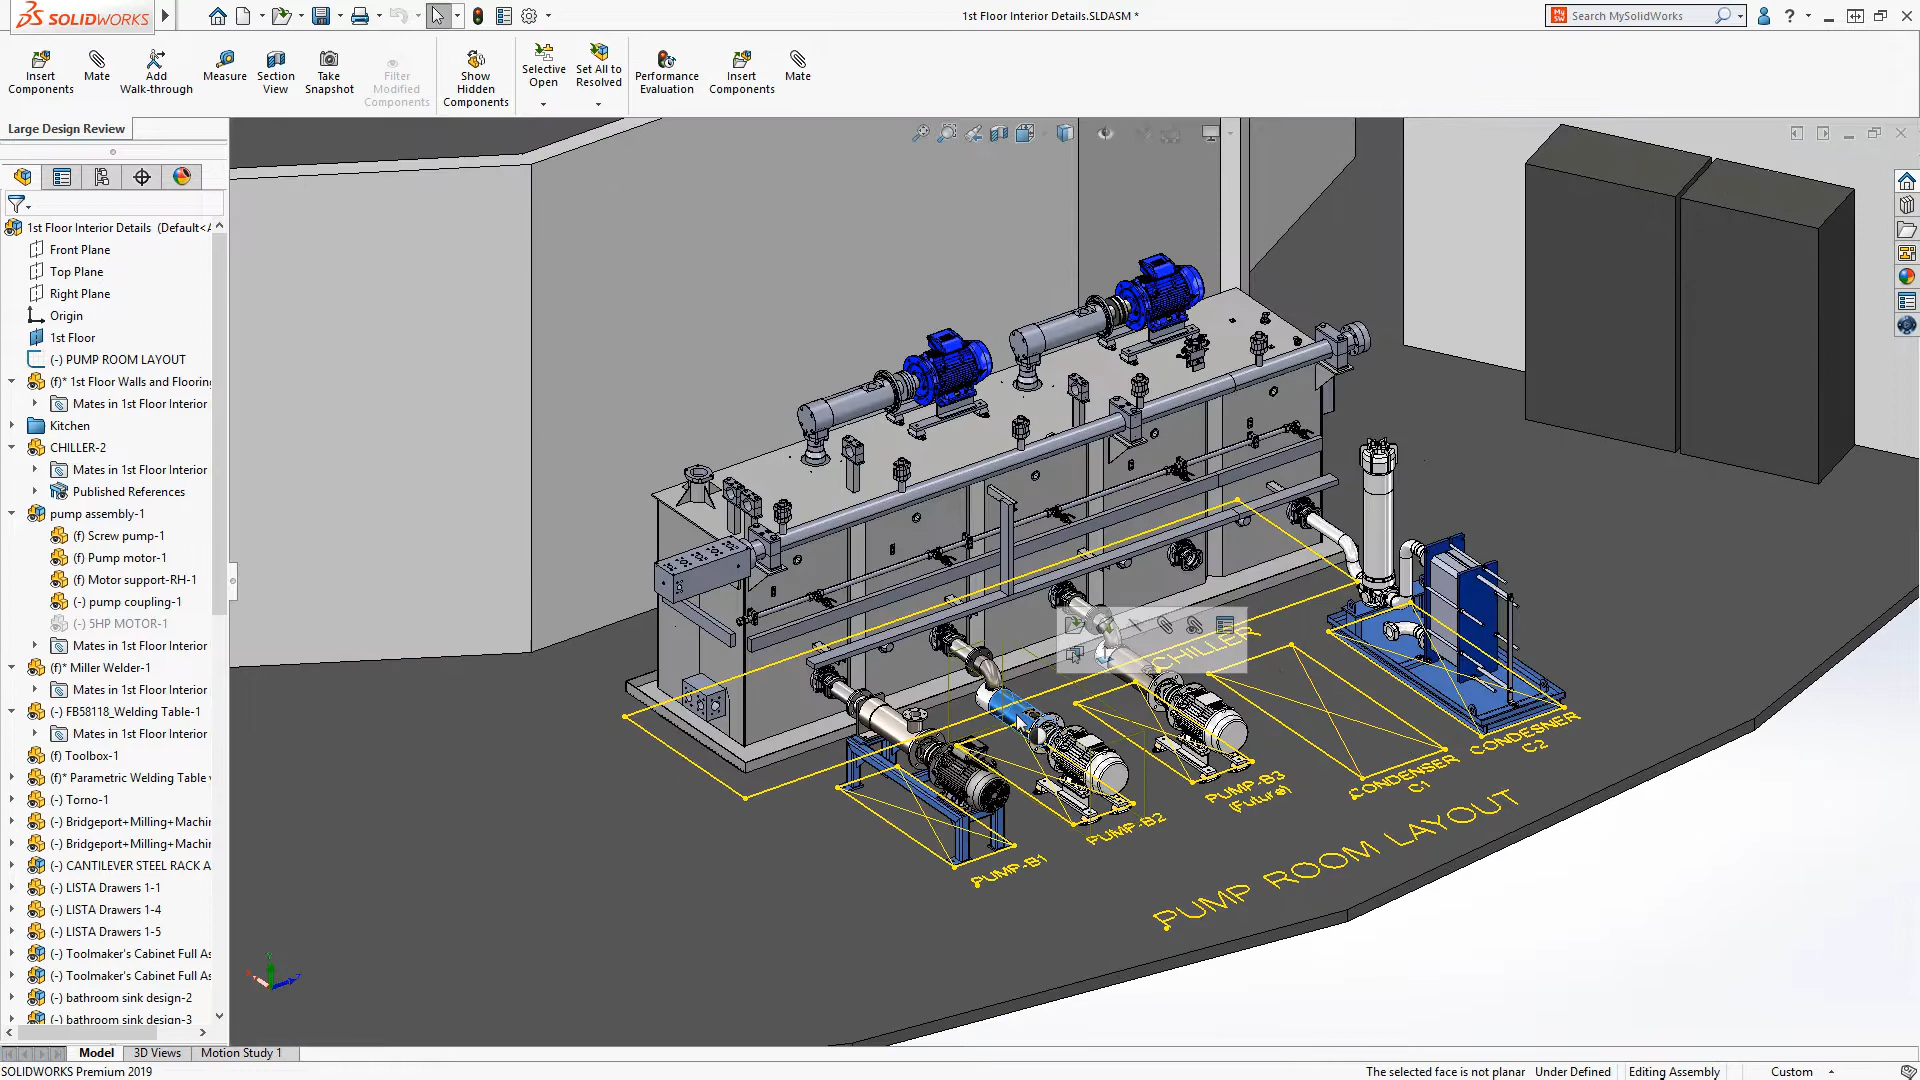 SOLIDWORKS
1st Floor Interior Details.SLDASM *
Search MySolidWorks
Insert Components
Mate
Add Walk-through
Measure
Section View
Take Snapshot
Filter Modified Components
Show Hidden Components
Selective Open
Set All to Resolved
Performance Evaluation
Insert Components
Mate
Large Design Review
1st Floor Interior Details (Default<
Front Plane
Top Plane
Right Plane
Origin
1st Floor
(-) PUMP ROOM LAYOUT
(f)* 1st Floor Walls and Flooring
Mates in 1st Floor Interior
Kitchen
CHILLER-2
Mates in 1st Floor Interior
Published References
pump assembly-1
(f) Screw pump-1
(f) Pump motor-1
(f) Motor support-RH-1
(-) pump coupling-1
(-) 5HP MOTOR-1
Mates in 1st Floor Interior
(f)* Miller Welder-1
Mates in 1st Floor Interior
(-) FB58118_Welding Table-1
Mates in 1st Floor Interior
(f) Toolbox-1
(f)* Parametric Welding Table
(-) Torno-1
(-) Bridgeport+Milling+Machin
(-) Bridgeport+Milling+Machin
(-) CANTILEVER STEEL RACK A
(-) LISTA Drawers 1-1
(-) LISTA Drawers 1-4
(-) LISTA Drawers 1-5
(-) Toolmaker's Cabinet Full As
(-) Toolmaker's Cabinet Full As
(-) bathroom sink design-2
(-) bathroom sink design-3
CHILLER
PUMP-B1
PUMP-B2
PUMP-B3
(Future)
CONDENSER
C1
CONDESNER
C2
PUMP ROOM LAYOUT
Model
3D Views
Motion Study 1
SOLIDWORKS Premium 2019
The selected face is not planar
Under Defined
Editing Assembly
Custom